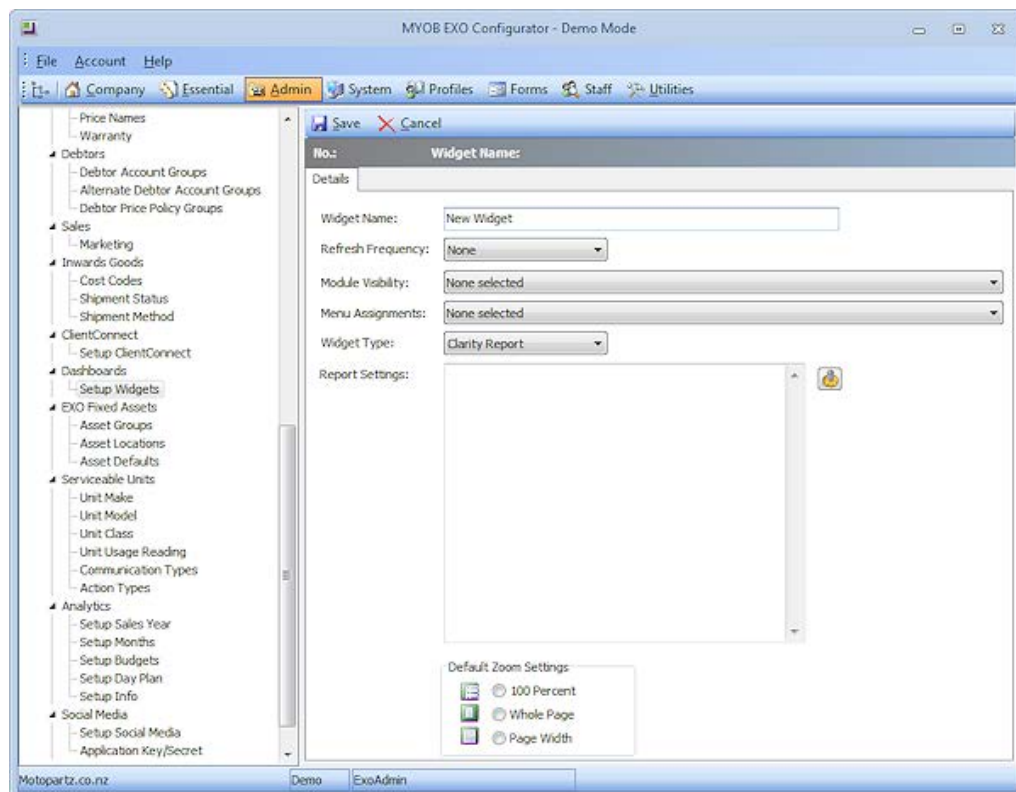 MYOB EXO Configurator - Demo Mode
File Account Help
Company Essential Admin System Profiles Forms Staff Utilities
Price Names
Warranty
Debtors
Debtor Account Groups
Alternate Debtor Account Groups
Debtor Price Policy Groups
Sales
Marketing
Inwards Goods
Cost Codes
Shipment Status
Shipment Method
ClientConnect
Setup ClientConnect
Dashboards
Setup Widgets
EXO Fixed Assets
Asset Groups
Asset Locations
Asset Defaults
Serviceable Units
Unit Make
Unit Model
Unit Class
Unit Usage Reading
Communication Types
Action Types
Analytics
Setup Sales Year
Setup Months
Setup Budgets
Setup Day Plan
Setup Info
Social Media
Setup Social Media
Application Key/Secret
Save Cancel
No.: Widget Name:
Details
Widget Name: New Widget
Refresh Frequency: None
Module Visibility: None selected
Menu Assignments: None selected
Widget Type: Clarity Report
Report Settings:
Default Zoom Settings
100 Percent
Whole Page
Page Width
Motopartz.co.nz Demo ExoAdmin